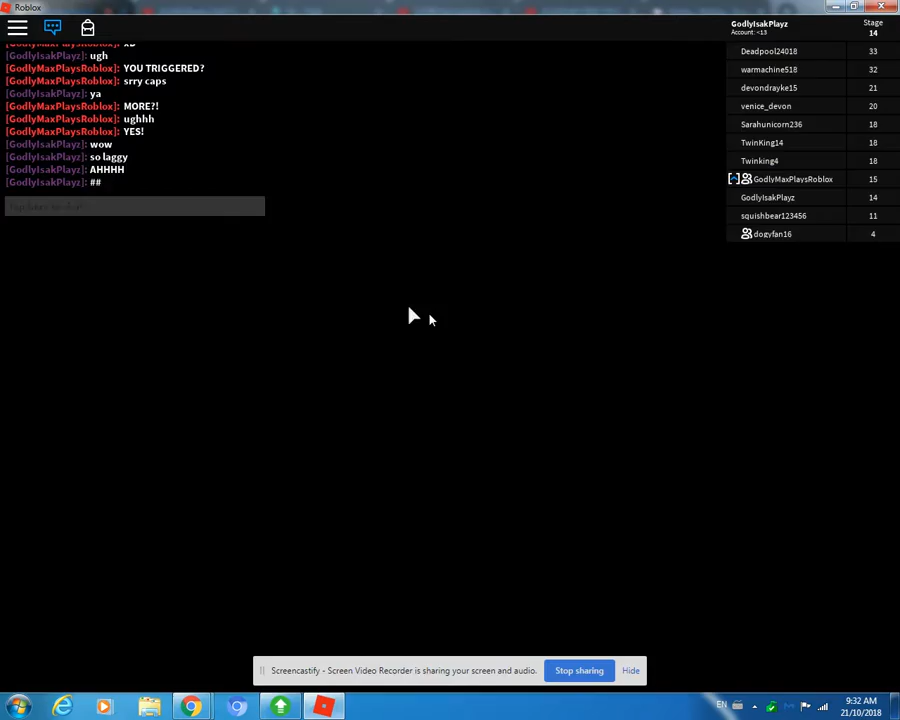 Roblox
GodlyIsakPlayz
Account: <13
Stage
14
[GodlyIsakPlayz]: ugh
[GodlyMaxPlaysRoblox]: YOU TRIGGERED?
[GodlyMaxPlaysRoblox]: srry caps
[GodlyIsakPlayz]: ya
[GodlyMaxPlaysRoblox]: MORE?!
[GodlyMaxPlaysRoblox]: ughhh
[GodlyMaxPlaysRoblox]: YES!
[GodlyIsakPlayz]: wow
[GodlyIsakPlayz]: so laggy
[GodlyIsakPlayz]: AHHHH
[GodlyIsakPlayz]: ##
Deadpool24018 33
warmachine518 32
devondrayke15 21
venice_devon 20
Sarahunicorn236 18
TwinKing14 18
Twinking4 18
GodlyMaxPlaysRoblox 15
GodlyIsakPlayz 14
squishbear123456 11
dogyfan16 4
Screencastify - Screen Video Recorder is sharing your screen and audio.
Stop sharing
Hide
EN
9:32 AM
21/10/2018